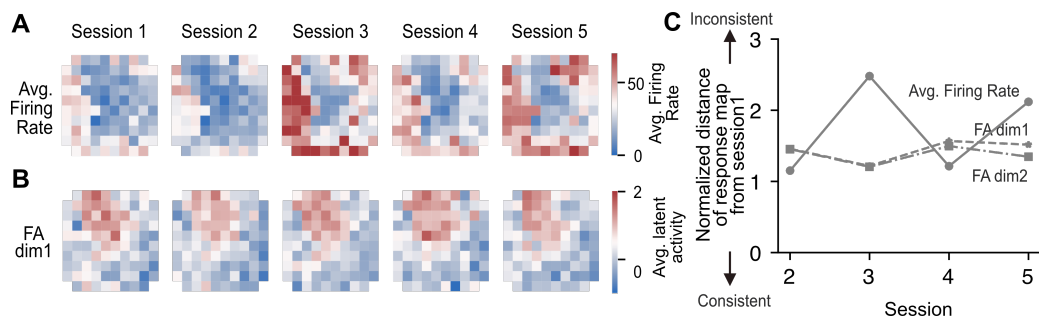 A
Session 1
Session 2
Session 3
Session 4
Session 5
Avg.
Firing
Rate
50
0
Avg. Firing
Rate
B
FA
dim1
2
0
Avg. latent
activity
C
Inconsistent
Consistent
Normalized distance
of response map
from session1
3
2
1
0
Avg. Firing Rate
FA dim1
FA dim2
2
3
4
5
Session